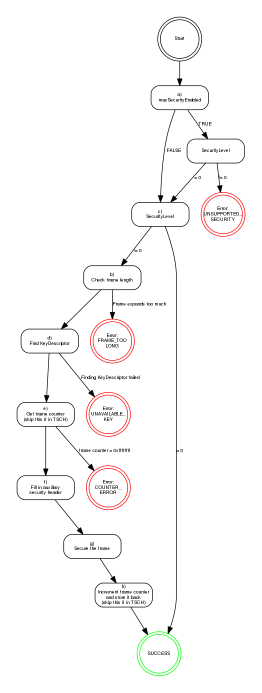 Start
a)
macSecurityEnabled
TRUE
FALSE
SecurityLevel
= 0
= 0
c)
SecurityLevel
Error:
UNSUPPORTED_
SECURITY
= 0
b)
Check frame length
Frame expands too much
d)
Find KeyDescriptor
Error:
FRAME_TOO
LONG
Finding KeyDescriptor failed
e)
Get frame counter
(skip this if in TSCH)
Error:
UNAVAILABLE_
KEY
frame counter = 0xffffffff
= 0
f)
Fill in auxiliary
security header
Error:
COUNTER_
ERROR
g)
Secure the frame
h)
Increment frame counter
and store it back
(skip this if in TSCH)
SUCCESS